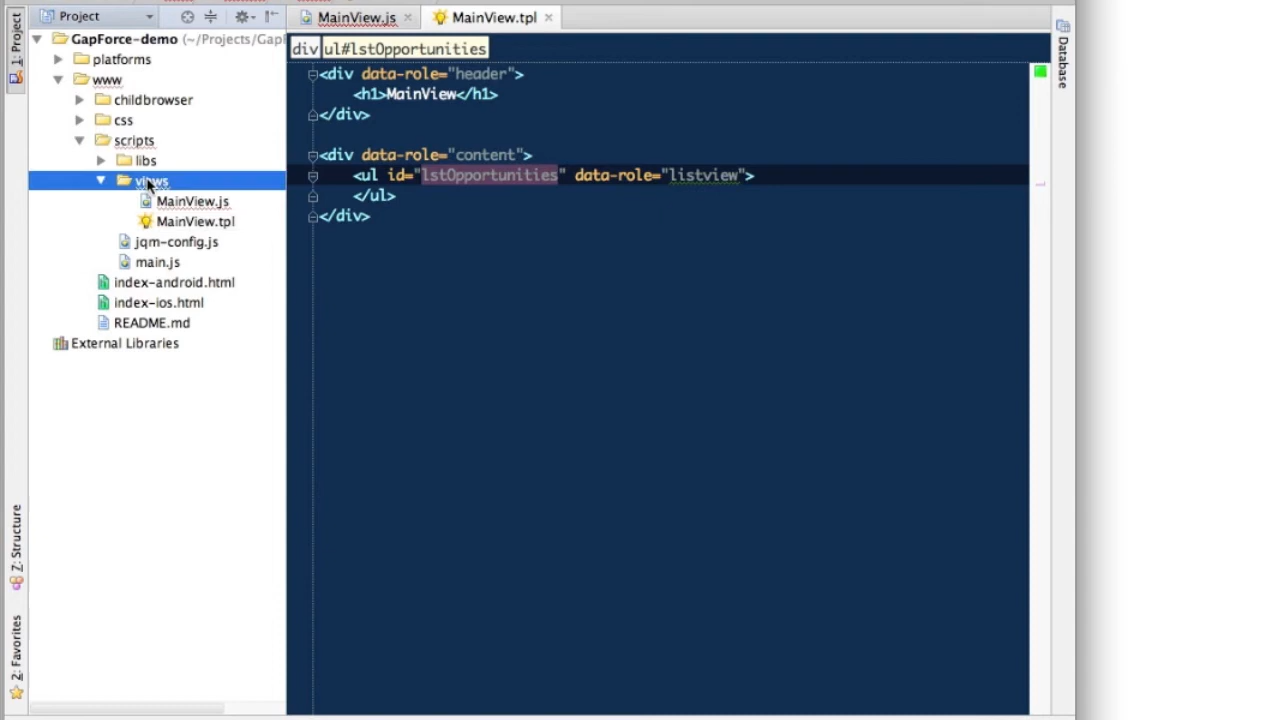 Project
MainView.js
MainView.tpl
1: Project
GapForce-demo (~/Projects/GapF
platforms
www
childbrowser
css
scripts
libs
views
MainView.js
MainView.tpl
jqm-config.js
main.js
index-android.html
index-ios.html
README.md
External Libraries
div ul#lstOpportunities
<div data-role="header">
<h1>MainView</h1>
</div>
<div data-role="content">
<ul id="lstOpportunities" data-role="listview">
</ul>
</div>
Database
Z: Structure
2: Favorites